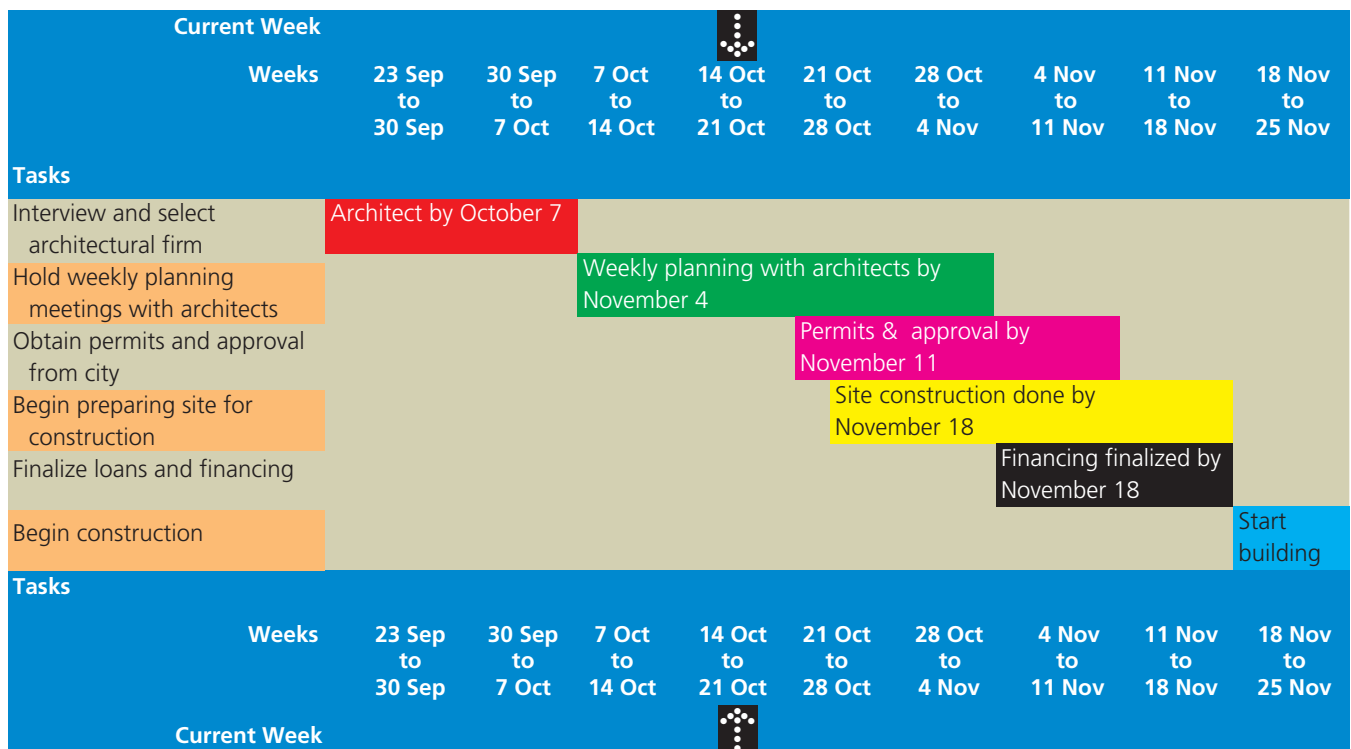 Current Week
Weeks 23 Sep 30 Sep 7 Oct 14 Oct 21 Oct 28 Oct 4 Nov 11 Nov 18 Nov
to to to to to to to to to
30 Sep 7 Oct 14 Oct 21 Oct 28 Oct 4 Nov 11 Nov 18 Nov 25 Nov
Tasks
Interview and select
architectural firm
Architect by October 7
Hold weekly planning
meetings with architects
Weekly planning with architects by
November 4
Obtain permits and approval
from city
Permits & approval by
November 11
Begin preparing site for
construction
Site construction done by
November 18
Finalize loans and financing
Financing finalized by
November 18
Begin construction
Start
building
Tasks
Weeks 23 Sep 30 Sep 7 Oct 14 Oct 21 Oct 28 Oct 4 Nov 11 Nov 18 Nov
to to to to to to to to to
30 Sep 7 Oct 14 Oct 21 Oct 28 Oct 4 Nov 11 Nov 18 Nov 25 Nov
Current Week